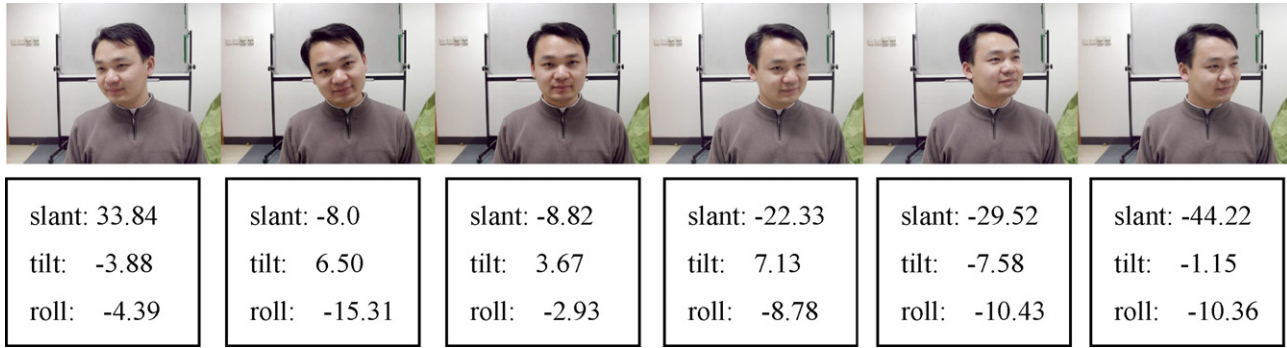 slant: 33.84
tilt: -3.88
roll: -4.39
slant: -8.0
tilt: 6.50
roll: -15.31
slant: -8.82
tilt: 3.67
roll: -2.93
slant: -22.33
tilt: 7.13
roll: -8.78
slant: -29.52
tilt: -7.58
roll: -10.43
slant: -44.22
tilt: -1.15
roll: -10.36